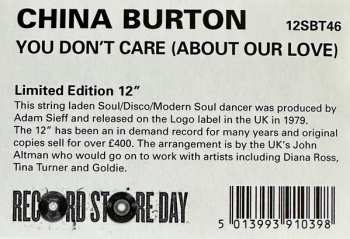 CHINA BURTON
12SBT46
YOU DON'T CARE (ABOUT OUR LOVE)
Limited Edition 12”
This string laden Soul/Disco/Modern Soul dancer was produced by
Adam Sieff and released on the Logo label in the UK in 1979.
The 12” has been an in demand record for many years and original
copies sell for over £400. The arrangement is by the UK's John
Altman who would go on to work with artists including Diana Ross,
Tina Turner and Goldie.
RECORD STORE DAY
5 013993 910398